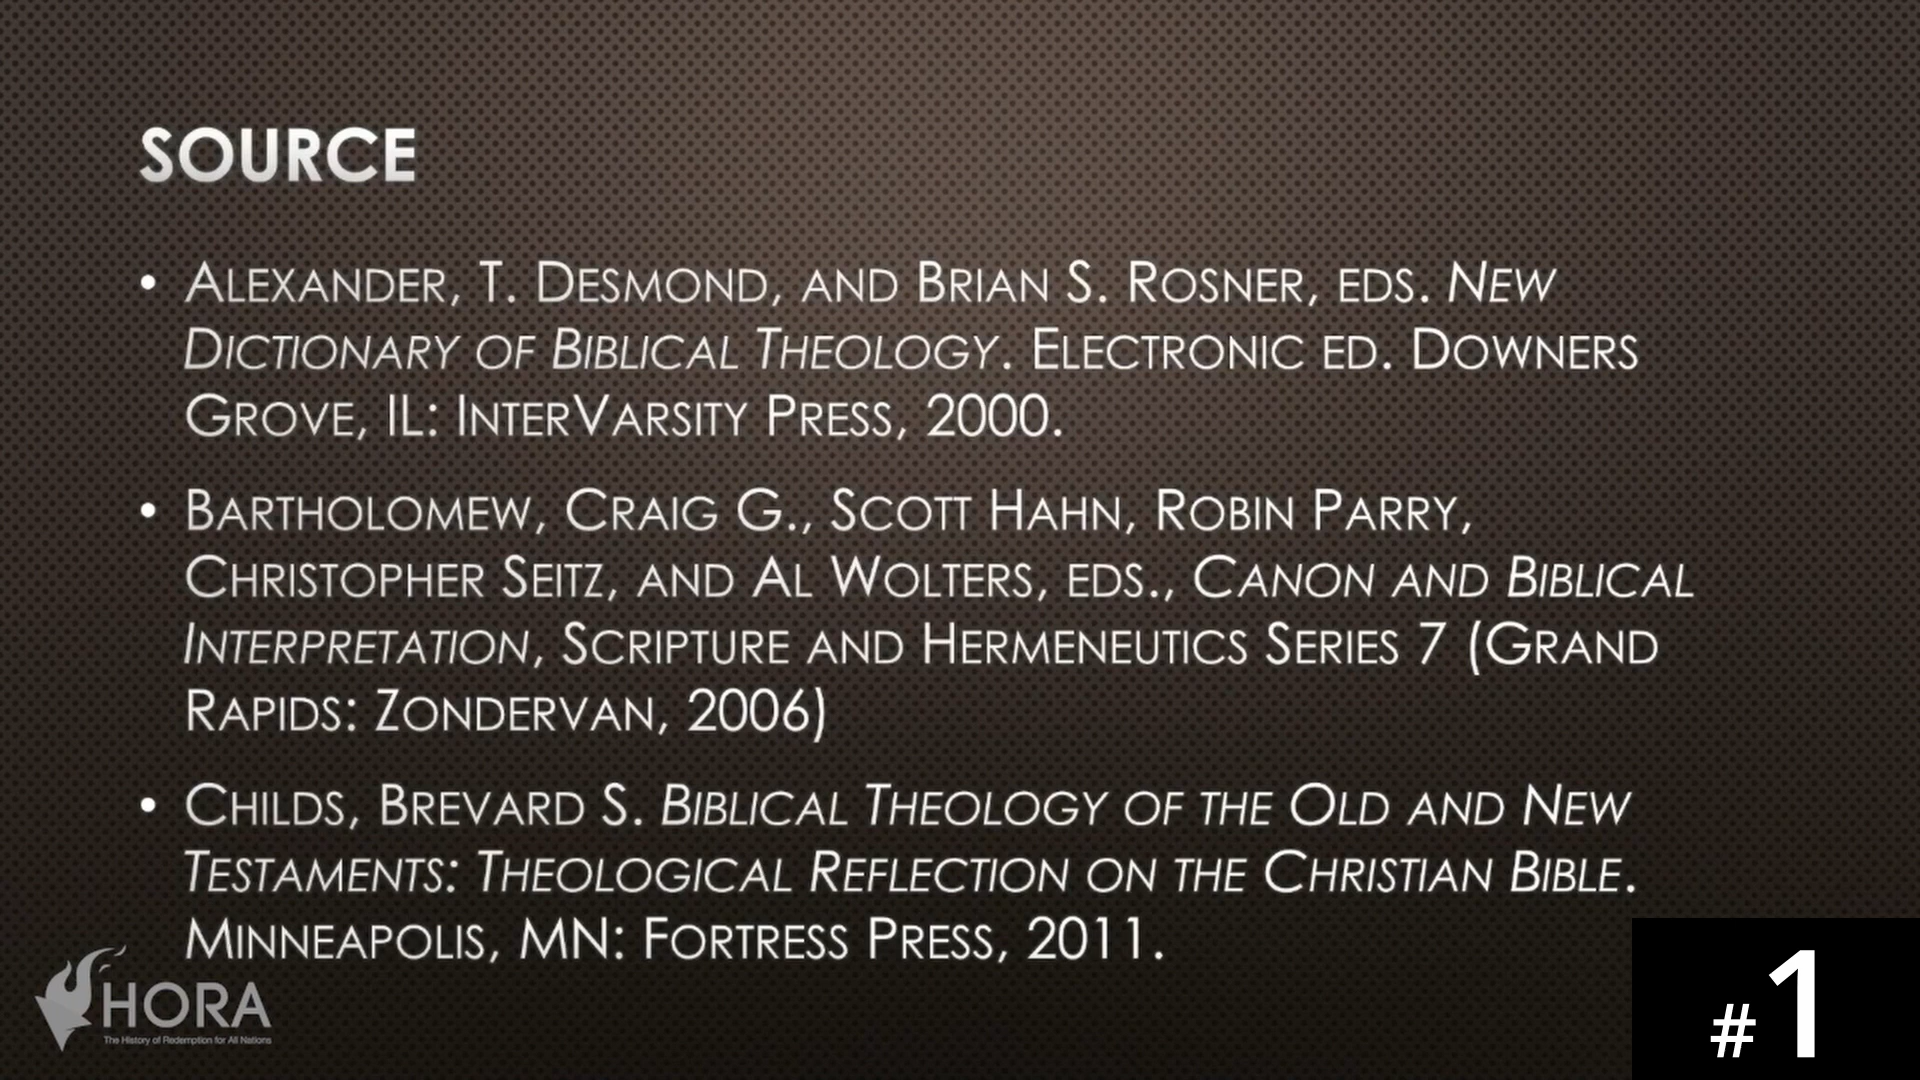 SOURCE
• ALEXANDER, T. DESMOND, AND BRIAN S. ROSNER, EDS. NEW
DICTIONARY OF BIBLICAL THEOLOGY. ELECTRONIC ED. DOWNERS
GROVE, IL: INTERVARSITY PRESS, 2000.
• BARTHOLOMEW, CRAIG G., SCOTT HAHN, ROBIN PARRY,
CHRISTOPHER SEITZ, AND AL WOLTERS, EDS., CANON AND BIBLICAL
INTERPRETATION, SCRIPTURE AND HERMENEUTICS SERIES 7 (GRAND
RAPIDS: ZONDERVAN, 2006)
• CHILDS, BREVARD S. BIBLICAL THEOLOGY OF THE OLD AND NEW
TESTAMENTS: THEOLOGICAL REFLECTION ON THE CHRISTIAN BIBLE.
MINNEAPOLIS, MN: FORTRESS PRESS, 2011.
HORA
The History of Redemption for All Nations
#1